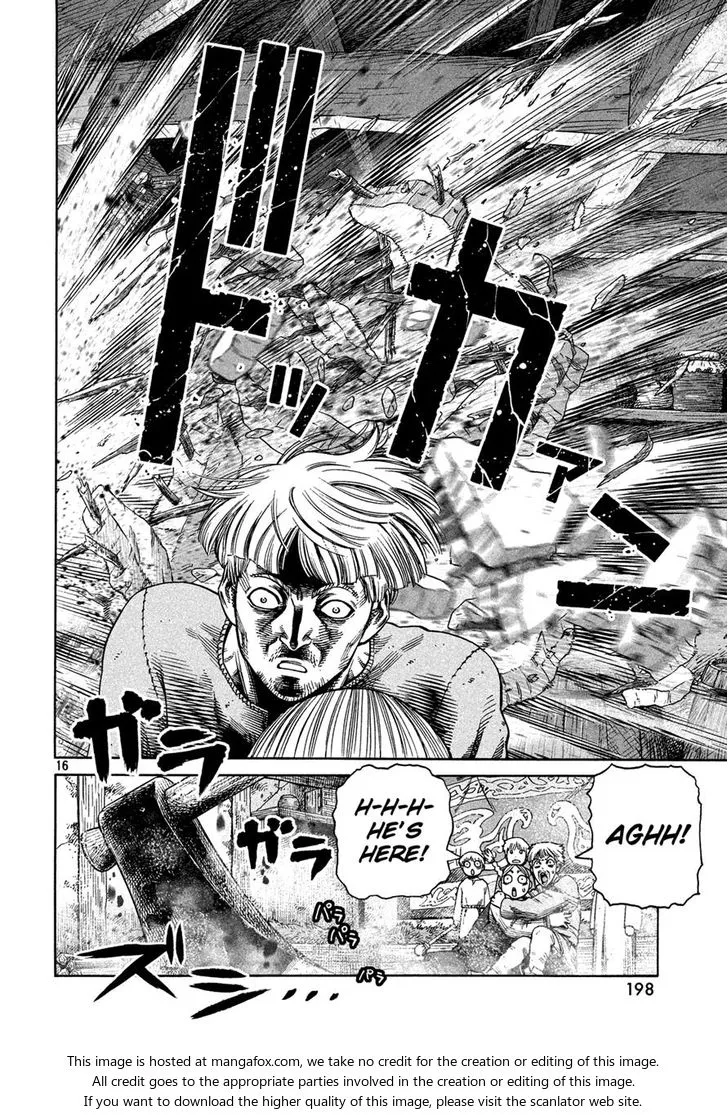 ドカァン
ガラ
16
AGHH!
H-H-H-
HE'S
HERE!
ガラ
パラ
パラ
パラ
ズシ...
198
This image is hosted at mangafox.com, we take no credit for the creation or editing of this image.
All credit goes to the appropriate parties involved in the creation or editing of this image.
If you want to download the higher quality of this image, please visit the scanlator web site.